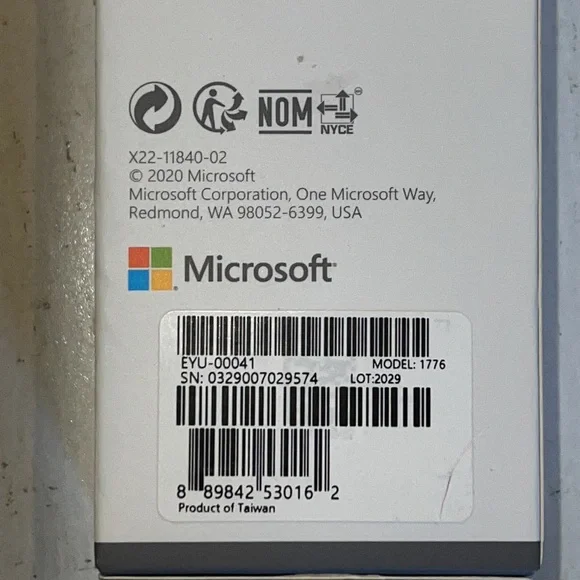 NOM
NYCE
X22-11840-02
© 2020 Microsoft
Microsoft Corporation, One Microsoft Way,
Redmond, WA 98052-6399, USA
Microsoft
EYU-00041 MODEL: 1776
SN: 0329007029574 LOT:2029
8 89842 53016 2
Product of Taiwan